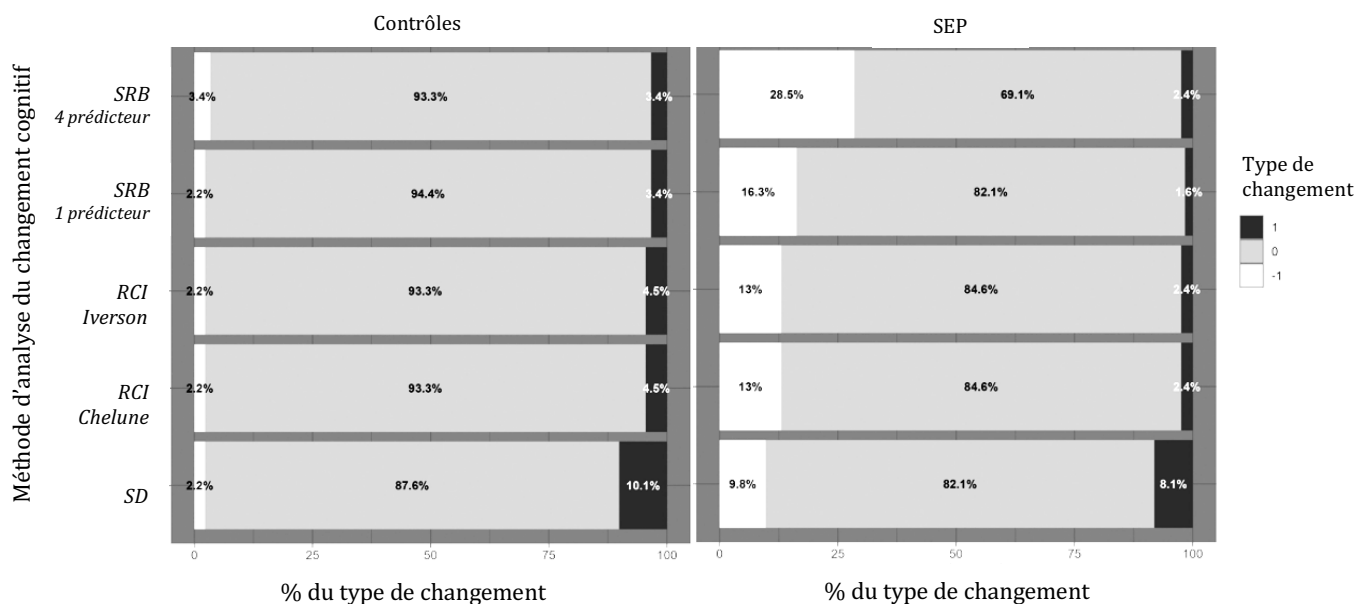 Contrôles
SEP
Méthode d'analyse du changement cognitif
SRB
4 prédicteur
3.4%
93.3%
3.4%
28.5%
69.1%
2.4%
SRB
1 prédicteur
2.2%
94.4%
3.4%
16.3%
82.1%
1.6%
RCI
Iverson
2.2%
93.3%
4.5%
13%
84.6%
2.4%
RCI
Chelune
2.2%
93.3%
4.5%
13%
84.6%
2.4%
SD
2.2%
87.6%
10.1%
9.8%
82.1%
8.1%
0 25 50 75 100
0 25 50 75 100
% du type de changement
% du type de changement
Type de
changement
1
0
-1